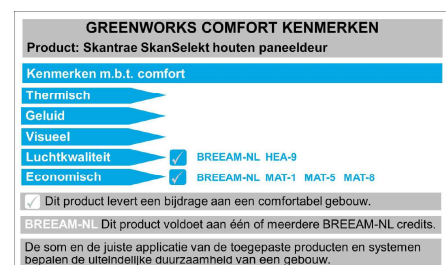 GREENWORKS COMFORT KENMERKEN
Product: Skantrae SkanSelekt houten paneeldeur
Kenmerken m.b.t. comfort
Thermisch
Geluid
Visueel
Luchtkwaliteit BREEAM-NL HEA-9
Economisch BREEAM-NL MAT-1 MAT-5 MAT-8
Dit product levert een bijdrage aan een comfortabel gebouw.
BREEAM-NL Dit product voldoet aan één of meerdere BREEAM-NL credits.
De som en de juiste applicatie van de toegepaste producten en systemen
bepalen de uiteindelijke duurzaamheid van een gebouw.